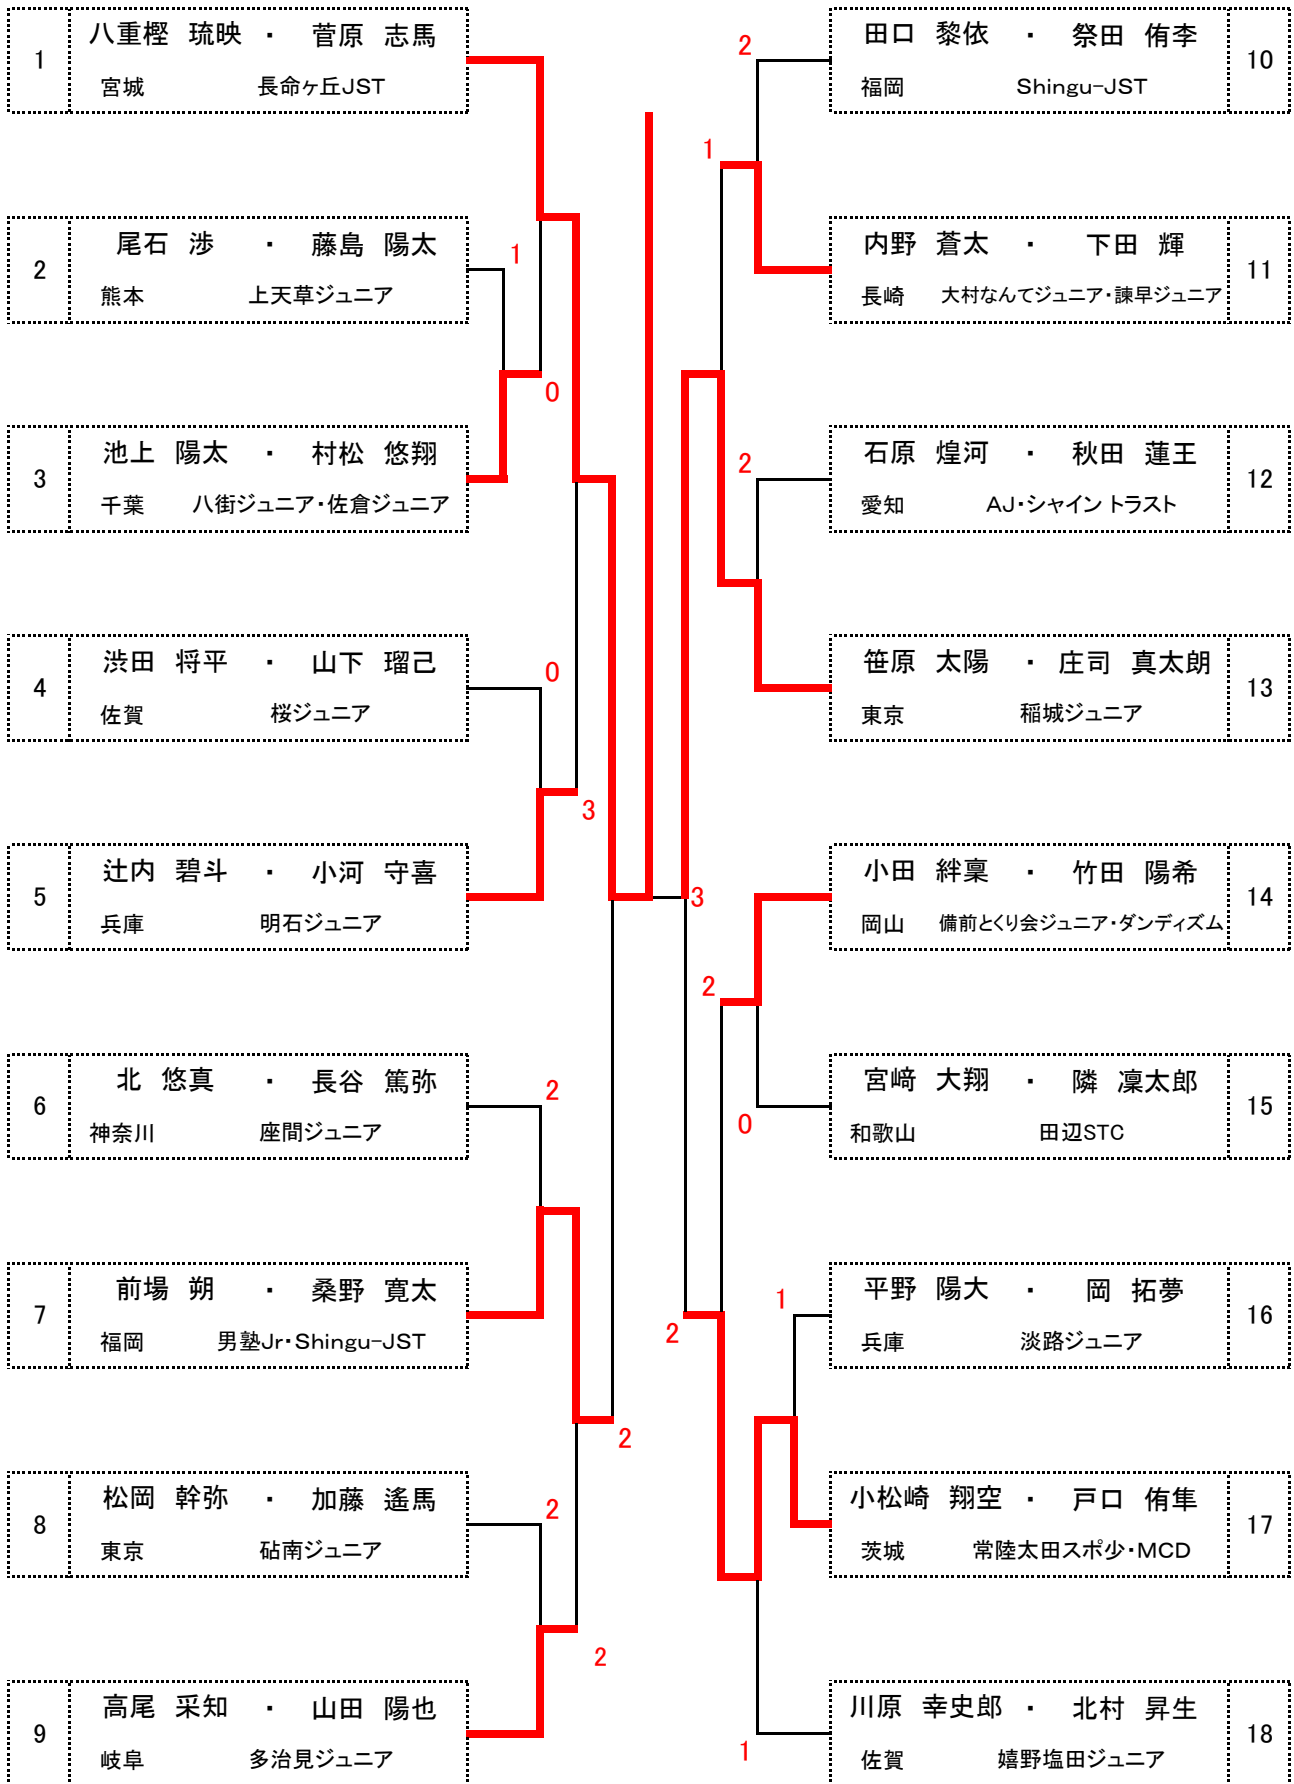 1
八重樫 琉映 ・ 菅原 志馬
宮城 長命ヶ丘JST
2
尾石 渉 ・ 藤島 陽太
熊本 上天草ジュニア
1
0
3
池上 陽太 ・ 村松 悠翔
千葉 八街ジュニア・佐倉ジュニア
4
渋田 将平 ・ 山下 瑠己
佐賀 桜ジュニア
0
3
5
辻内 碧斗 ・ 小河 守喜
兵庫 明石ジュニア
6
北 悠真 ・ 長谷 篤弥
神奈川 座間ジュニア
2
7
前場 朔 ・ 桑野 寛太
福岡 男塾Jr・Shingu-JST
2
8
松岡 幹弥 ・ 加藤 遙馬
東京 砧南ジュニア
2
2
9
高尾 采知 ・ 山田 陽也
岐阜 多治見ジュニア
2
田口 黎依 ・ 祭田 侑李
福岡 Shingu-JST
10
1
内野 蒼太 ・ 下田 輝
長崎 大村なんてジュニア・諫早ジュニア
11
2
石原 煌河 ・ 秋田 蓮王
愛知 AJ・シャイン トラスト
12
笹原 太陽 ・ 庄司 真太朗
東京 稲城ジュニア
13
3
小田 絆稟 ・ 竹田 陽希
岡山 備前とくり会ジュニア・ダンディズム
14
2
宮﨑 大翔 ・ 隣 凜太郎
和歌山 田辺STC
15
0
平野 陽大 ・ 岡 拓夢
兵庫 淡路ジュニア
16
1
2
小松崎 翔空 ・ 戸口 侑隼
茨城 常陸太田スポ少・MCD
17
川原 幸史郎 ・ 北村 昇生
佐賀 嬉野塩田ジュニア
18
1